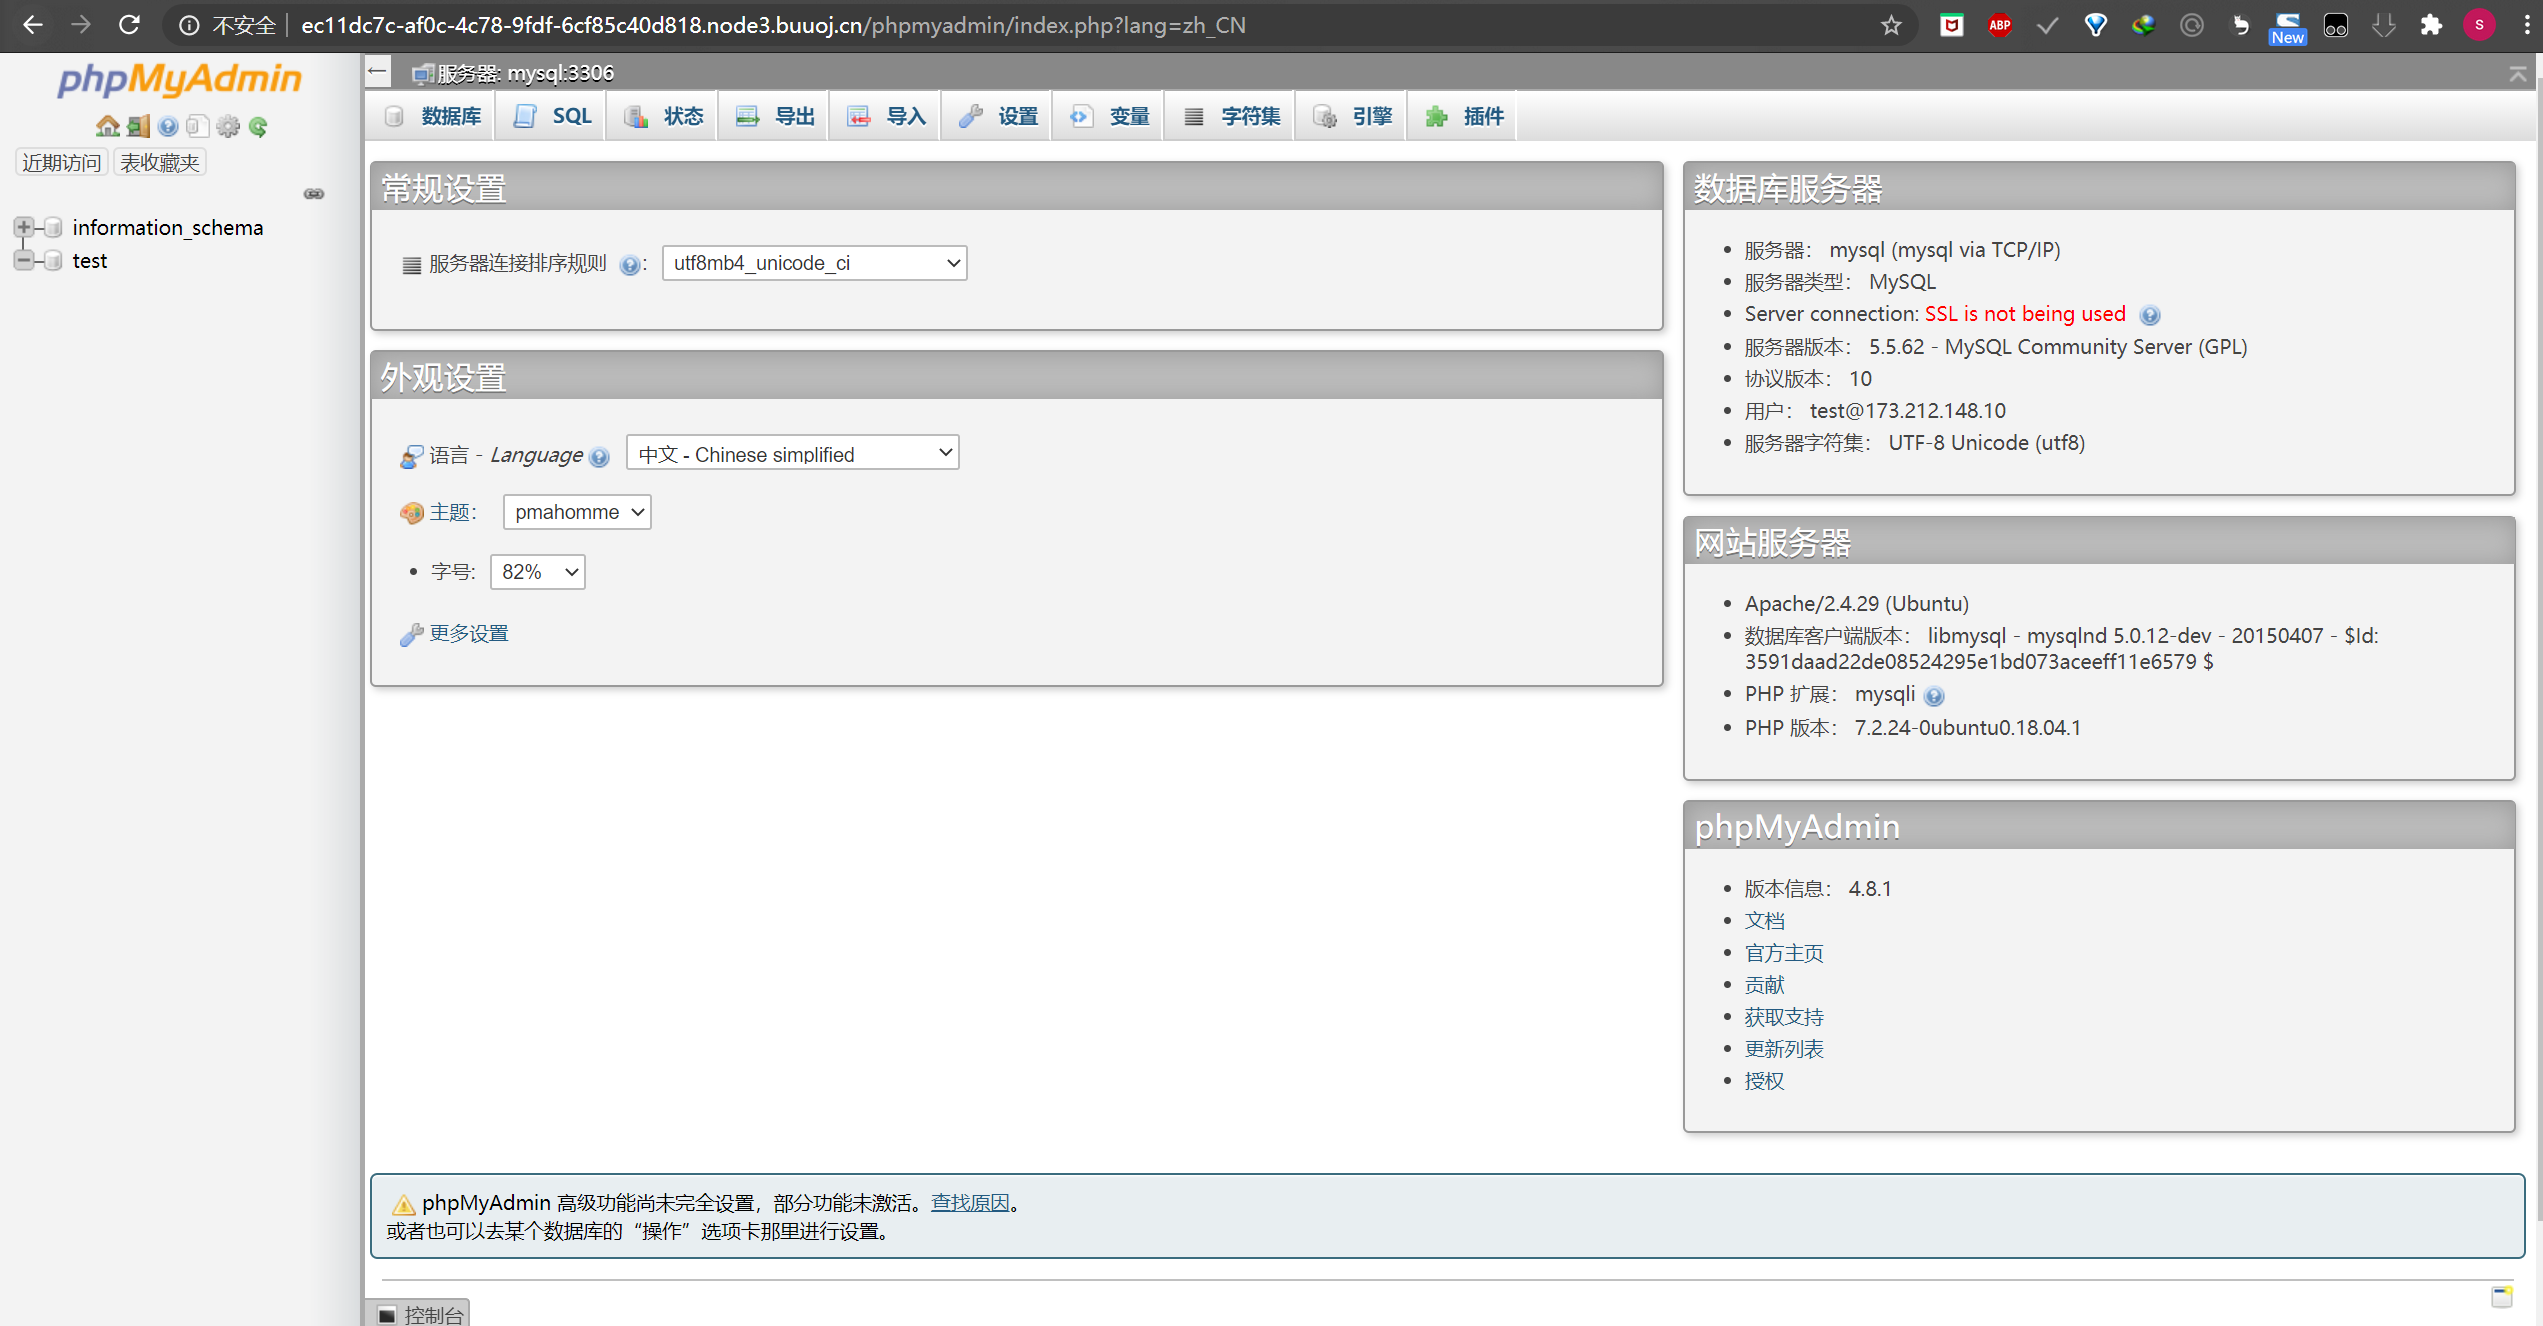 不安全 ec11dc7c-af0c-4c78-9fdf-6cf85c40d818.node3.buuoj.cn/phpmyadmin/index.php?lang=zh_CN
ABP
New
S
phpMyAdmin
近期访问 表收藏夹
information_schema
test
服务器: mysql:3306
数据库 SQL 状态 导出 导入 设置 变量 字符集 引擎 插件
常规设置
服务器连接排序规则 : utf8mb4_unicode_ci
外观设置
语言 - Language 中文 - Chinese simplified
主题: pmahomme
字号: 82%
更多设置
数据库服务器
服务器: mysql (mysql via TCP/IP)
服务器类型: MySQL
Server connection: SSL is not being used
服务器版本: 5.5.62 - MySQL Community Server (GPL)
协议版本: 10
用户: test@173.212.148.10
服务器字符集: UTF-8 Unicode (utf8)
网站服务器
Apache/2.4.29 (Ubuntu)
数据库客户端版本: libmysql - mysqlnd 5.0.12-dev - 20150407 - $Id:
3591daad22de08524295e1bd073aceeff11e6579 $
PHP 扩展: mysqli
PHP 版本: 7.2.24-0ubuntu0.18.04.1
phpMyAdmin
版本信息: 4.8.1
文档
官方主页
贡献
获取支持
更新列表
授权
phpMyAdmin 高级功能尚未完全设置，部分功能未激活。查找原因。
或者也可以去某个数据库的“操作”选项卡那里进行设置。
控制台